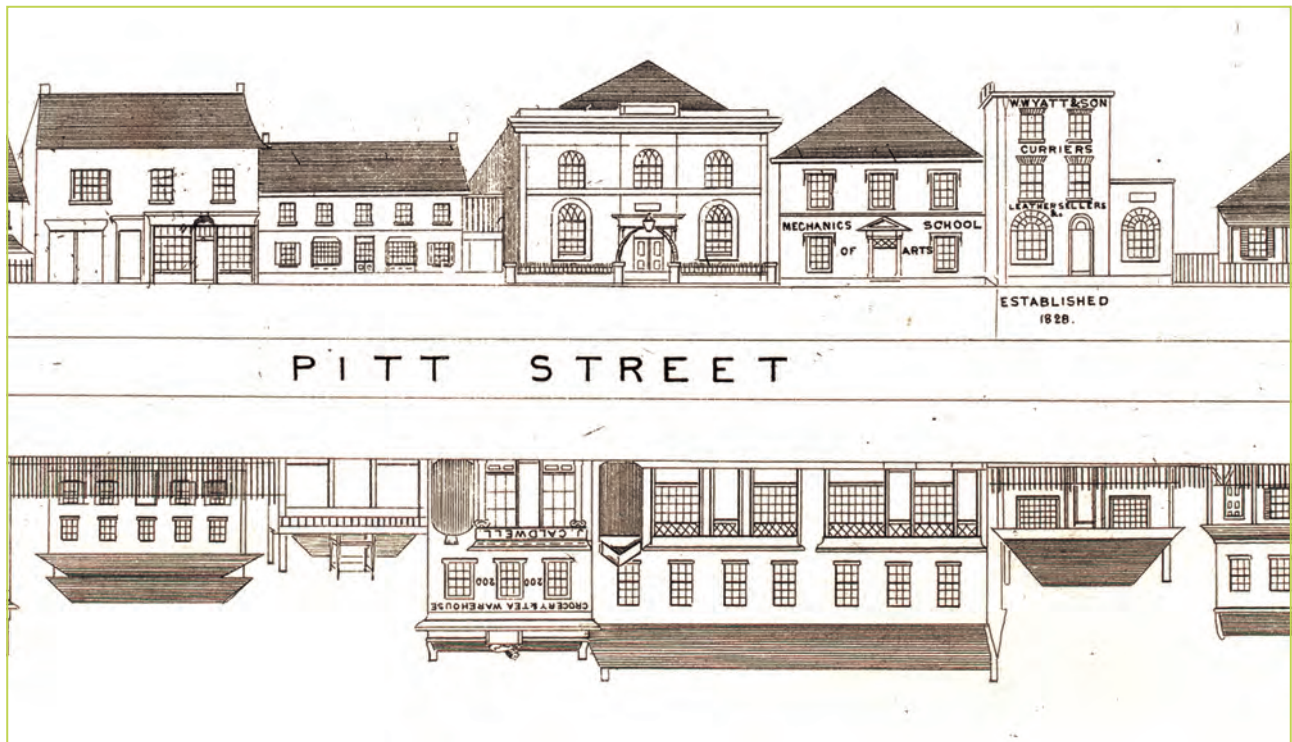 W. WYATT & SON
CURRIERS
LEATHERSELLERS
&c.
MECHANICS SCHOOL
OF ARTS
ESTABLISHED
1828.
PITT STREET
J. CALDWELL
200 200
GROCERY & TEA WAREHOUSE